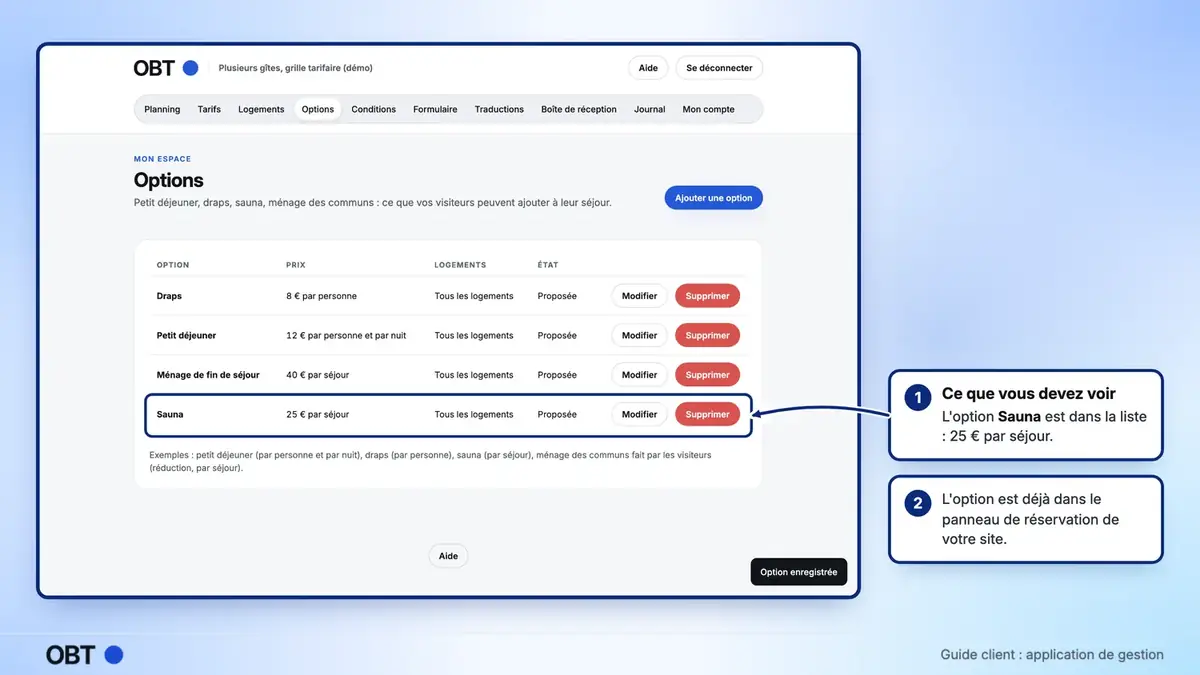 OBT
Plusieurs gîtes, grille tarifaire (démo)
Aide
Se déconnecter
Planning
Tarifs
Logements
Options
Conditions
Formulaire
Traductions
Boîte de réception
Journal
Mon compte
MON ESPACE
Options
Petit déjeuner, draps, sauna, ménage des communs : ce que vos visiteurs peuvent ajouter à leur séjour.
Ajouter une option
OPTION PRIX LOGEMENTS ÉTAT
Draps 8 € par personne Tous les logements Proposée Modifier Supprimer
Petit déjeuner 12 € par personne et par nuit Tous les logements Proposée Modifier Supprimer
Ménage de fin de séjour 40 € par séjour Tous les logements Proposée Modifier Supprimer
Sauna 25 € par séjour Tous les logements Proposée Modifier Supprimer
Exemples : petit déjeuner (par personne et par nuit), draps (par personne), sauna (par séjour), ménage des communs fait par les visiteurs
(réduction, par séjour).
Aide
Option enregistrée
1 Ce que vous devez voir
L'option Sauna est dans la liste
: 25 € par séjour.
2 L'option est déjà dans le
panneau de réservation de
votre site.
OBT
Guide client : application de gestion